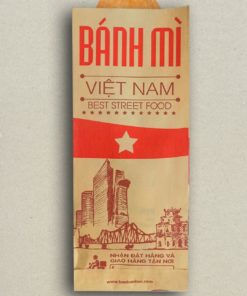 BÁNH MÌ
VIỆT NAM
BEST STREET FOOD
NHẬN ĐẶT HÀNG VÀ
GIAO HÀNG TẬN NƠI